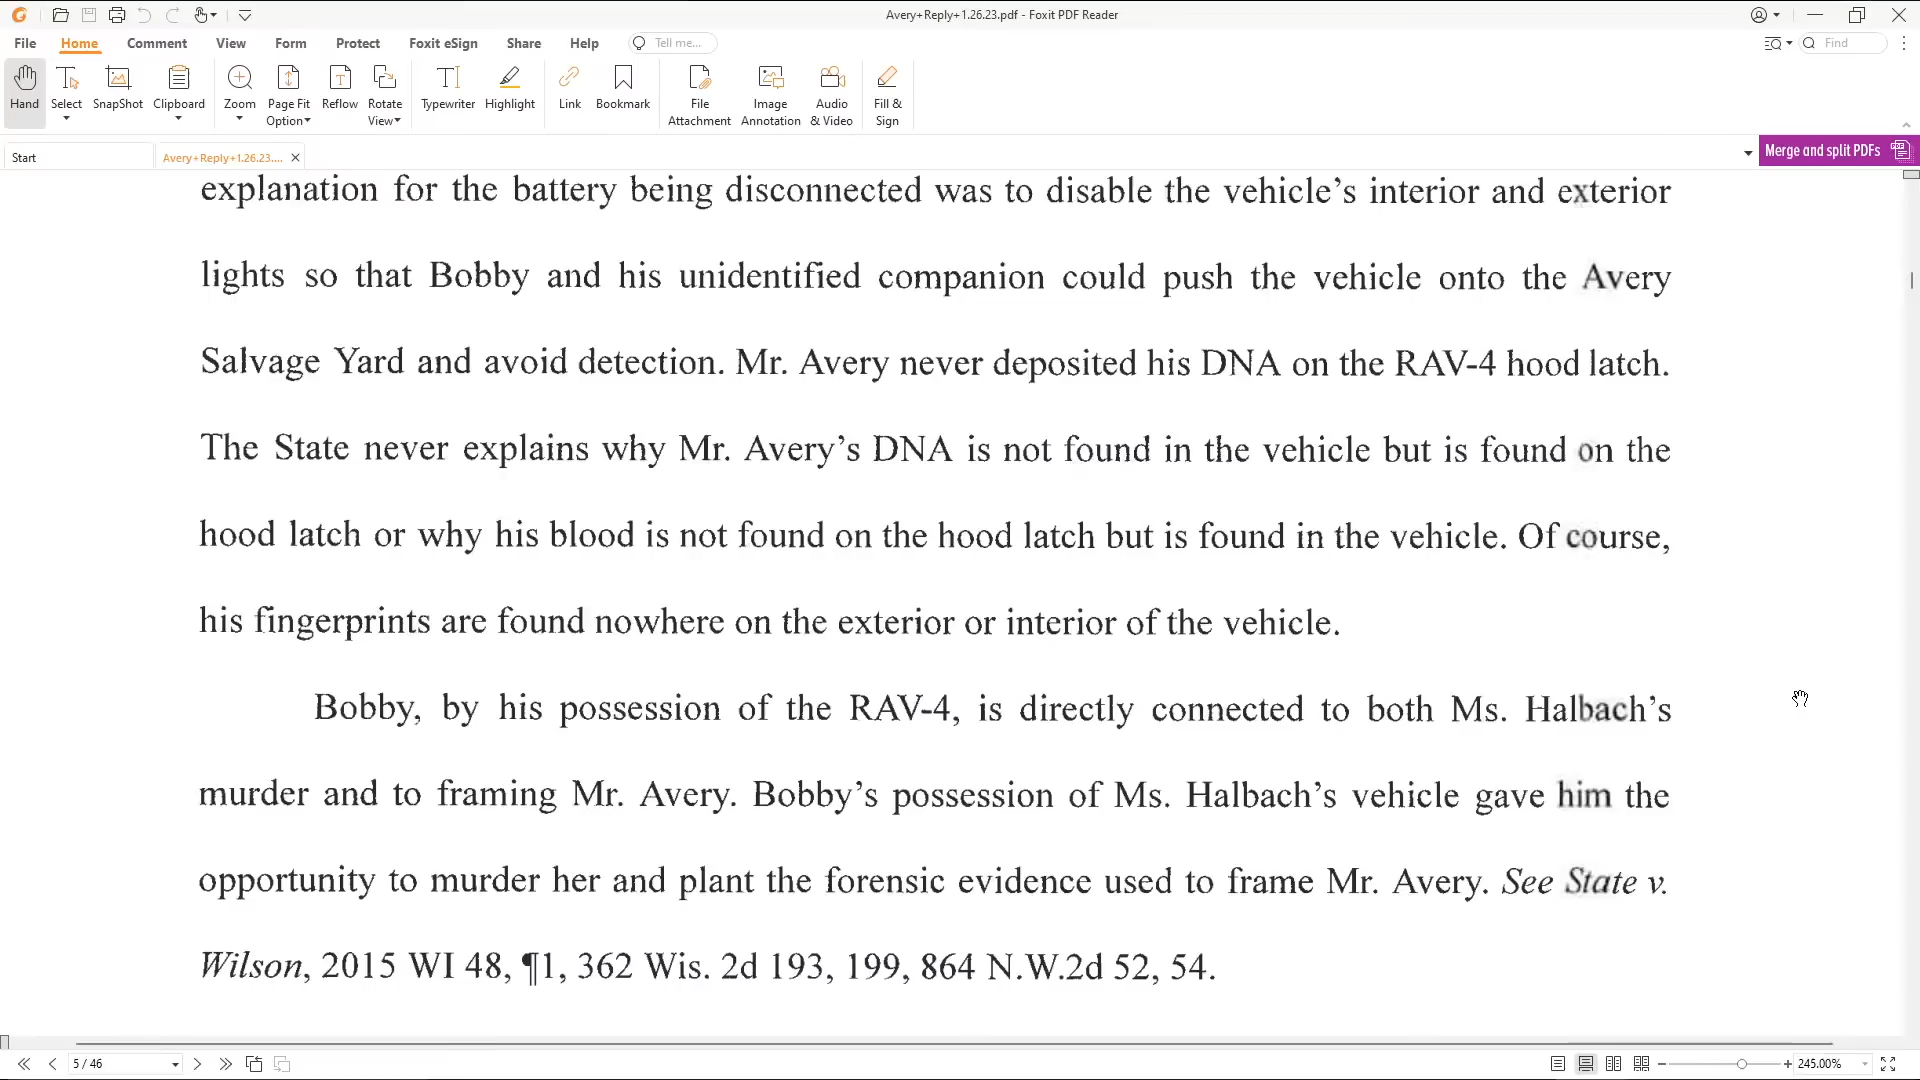 Avery+Reply+1.26.23.pdf - Foxit PDF Reader
File Home Comment View Form Protect Foxit eSign Share Help Tell me... Find
Hand Select SnapShot Clipboard Zoom Page Fit Option Reflow Rotate View Typewriter Highlight Link Bookmark File Attachment Image Annotation Audio & Video Fill & Sign
Start Avery+Reply+1.26.23.... Merge and split PDFs
explanation for the battery being disconnected was to disable the vehicle's interior and exterior
lights so that Bobby and his unidentified companion could push the vehicle onto the Avery
Salvage Yard and avoid detection. Mr. Avery never deposited his DNA on the RAV-4 hood latch.
The State never explains why Mr. Avery's DNA is not found in the vehicle but is found on the
hood latch or why his blood is not found on the hood latch but is found in the vehicle. Of course,
his fingerprints are found nowhere on the exterior or interior of the vehicle.
Bobby, by his possession of the RAV-4, is directly connected to both Ms. Halbach's
murder and to framing Mr. Avery. Bobby's possession of Ms. Halbach's vehicle gave him the
opportunity to murder her and plant the forensic evidence used to frame Mr. Avery. See State v.
Wilson, 2015 WI 48, ¶1, 362 Wis. 2d 193, 199, 864 N.W.2d 52, 54.
5 / 46 245.00%